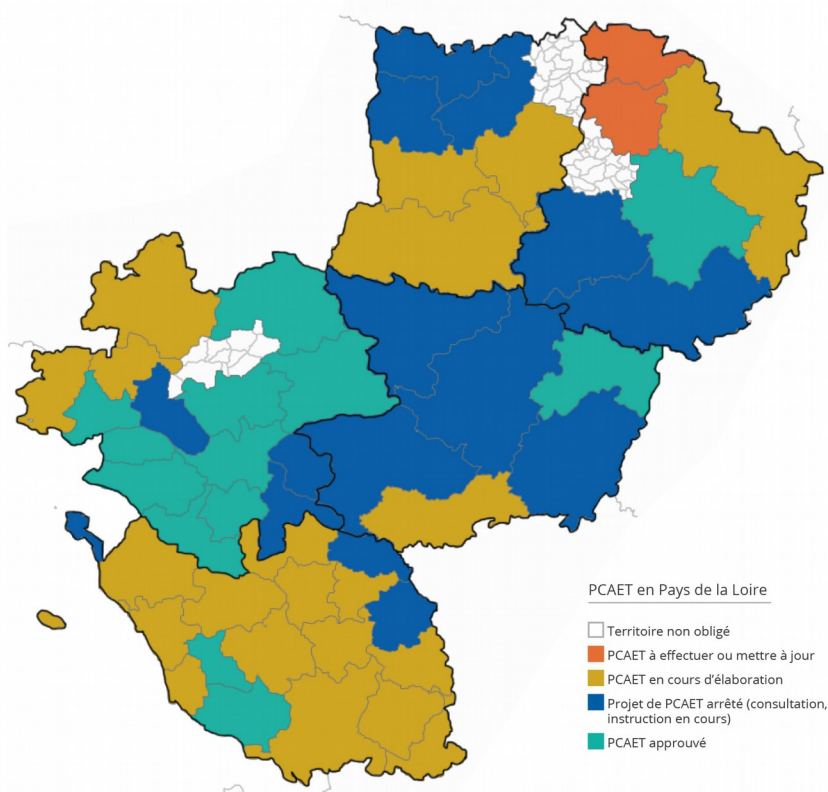 PCAET en Pays de la Loire
Territoire non obligé
PCAET à effectuer ou mettre à jour
PCAET en cours d'élaboration
Projet de PCAET arrêté (consultation,
instruction en cours)
PCAET approuvé